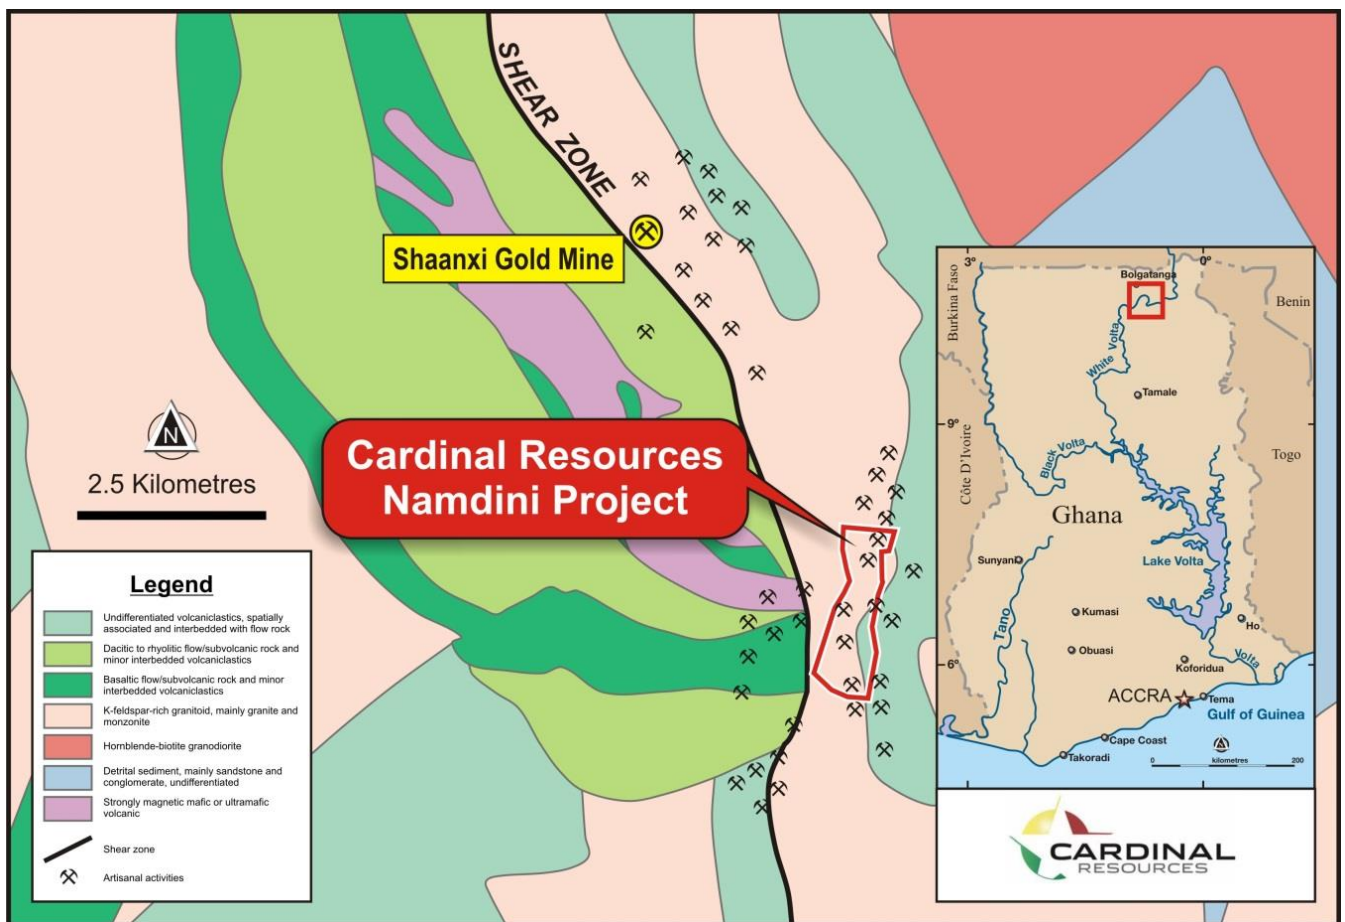 SHEAR ZONE
Shaanxi Gold Mine
Cardinal Resources
Namdini Project
N
2.5 Kilometres
Legend
Undifferentiated volcaniclastics, spatially
associated and interbedded with flow rock
Dacitic to rhyolitic flow/subvolcanic rock and
minor interbedded volcaniclastics
Basaltic flow/subvolcanic rock and minor
interbedded volcaniclastics
K-feldspar-rich granitoid, mainly granite and
monzonite
Hornblende-biotite granodiorite
Detrital sediment, mainly sandstone and
conglomerate, undifferentiated
Strongly magnetic mafic or ultramafic
volcanic
Shear zone
Artisanal activities
3°
0°
Bolgatanga
Burkina Faso
Benin
White Volta
Tamale
9°
Côte D'Ivoire
Black Volta
Togo
Ghana
Sunyani
Lake Volta
Tano
Kumasi
Ho
Obuasi
Volta
6°
Koforidua
ACCRA
Tema
Gulf of Guinea
Cape Coast
Takoradi
0 kilometres 200
CARDINAL
RESOURCES